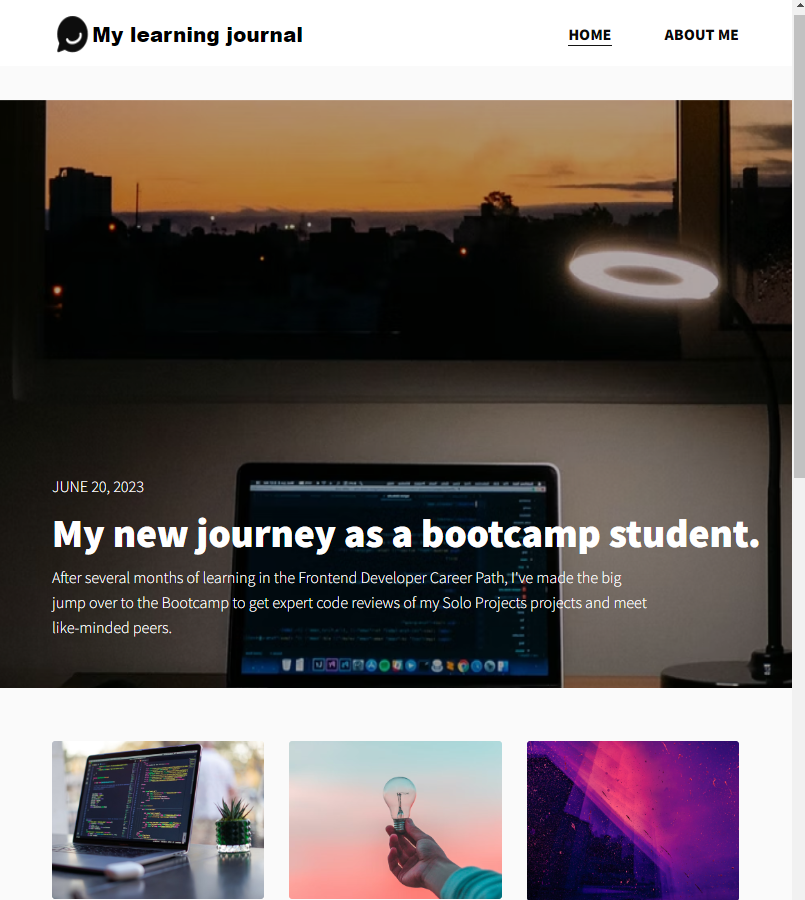 My learning journal
HOME
ABOUT ME
JUNE 20, 2023
My new journey as a bootcamp student.
After several months of learning in the Frontend Developer Career Path, I've made the big
jump over to the Bootcamp to get expert code reviews of my Solo Projects projects and meet
like-minded peers.